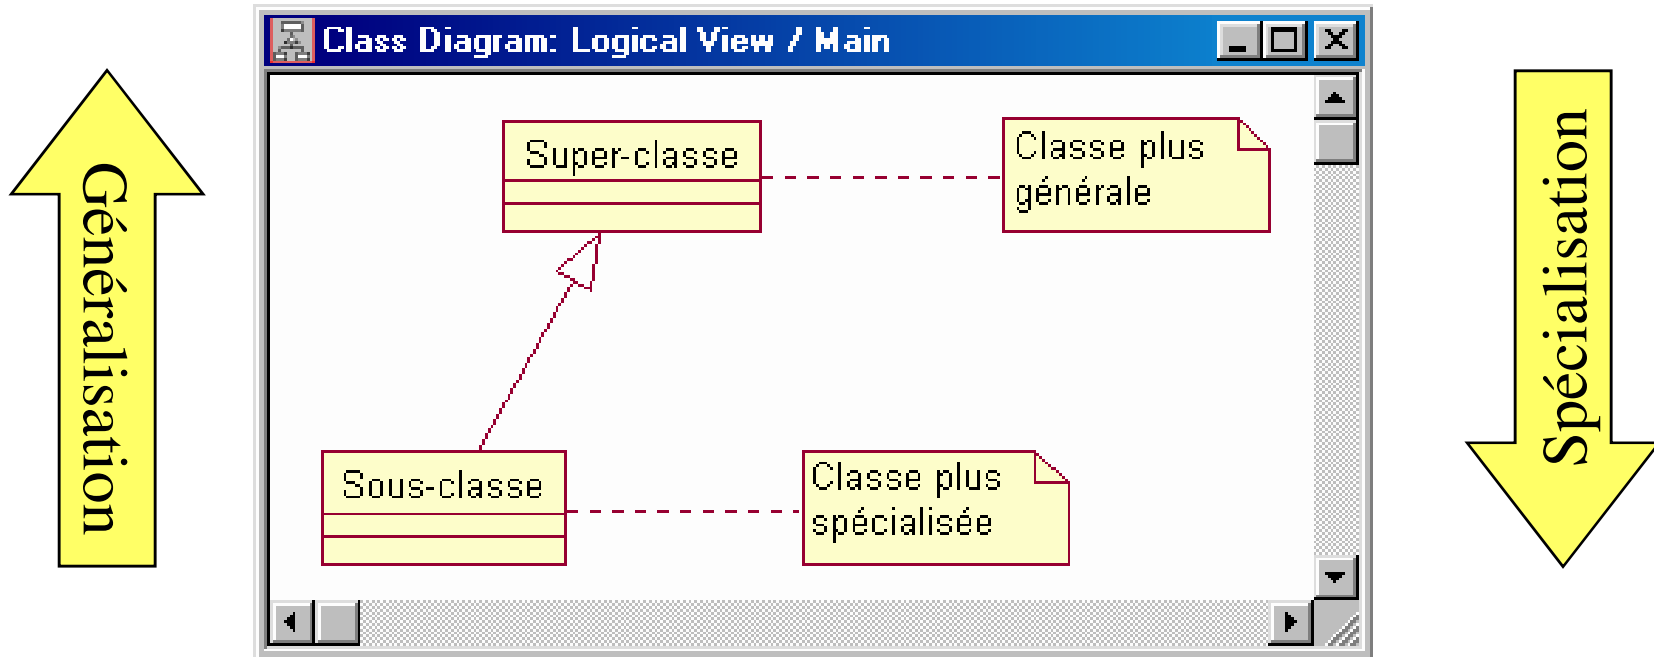 Class Diagram: Logical View / Main
Généralisation
Super-classe
Classe plus
générale
Spécialisation
Sous-classe
Classe plus
spécialisée